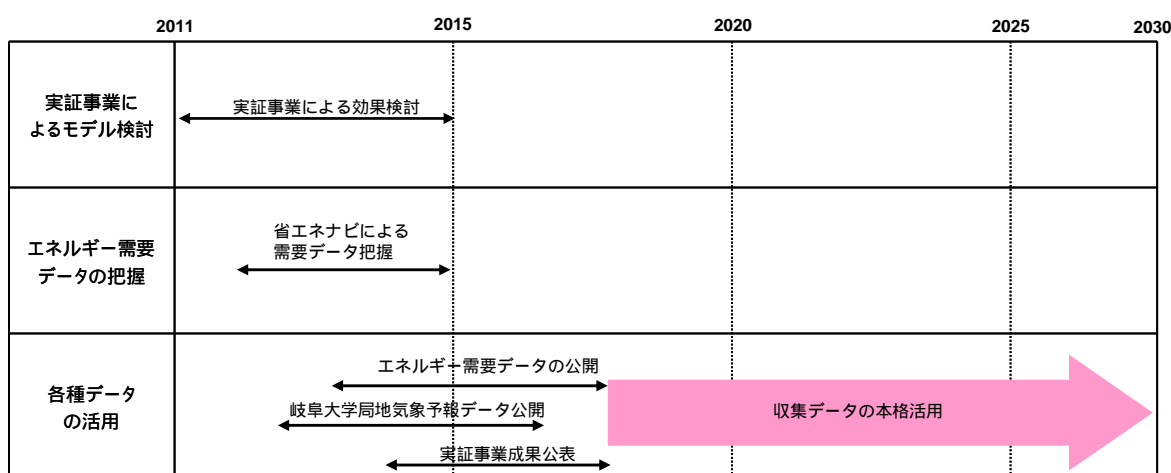 2011 2015 2020 2025 2030
実証事業に
よるモデル検討
実証事業による効果検討
エネルギー需要
データの把握
省エネナビによる
需要データ把握
各種データ
の活用
エネルギー需要データの公開
岐阜大学局地気象予報データ公開
実証事業成果公表
収集データの本格活用